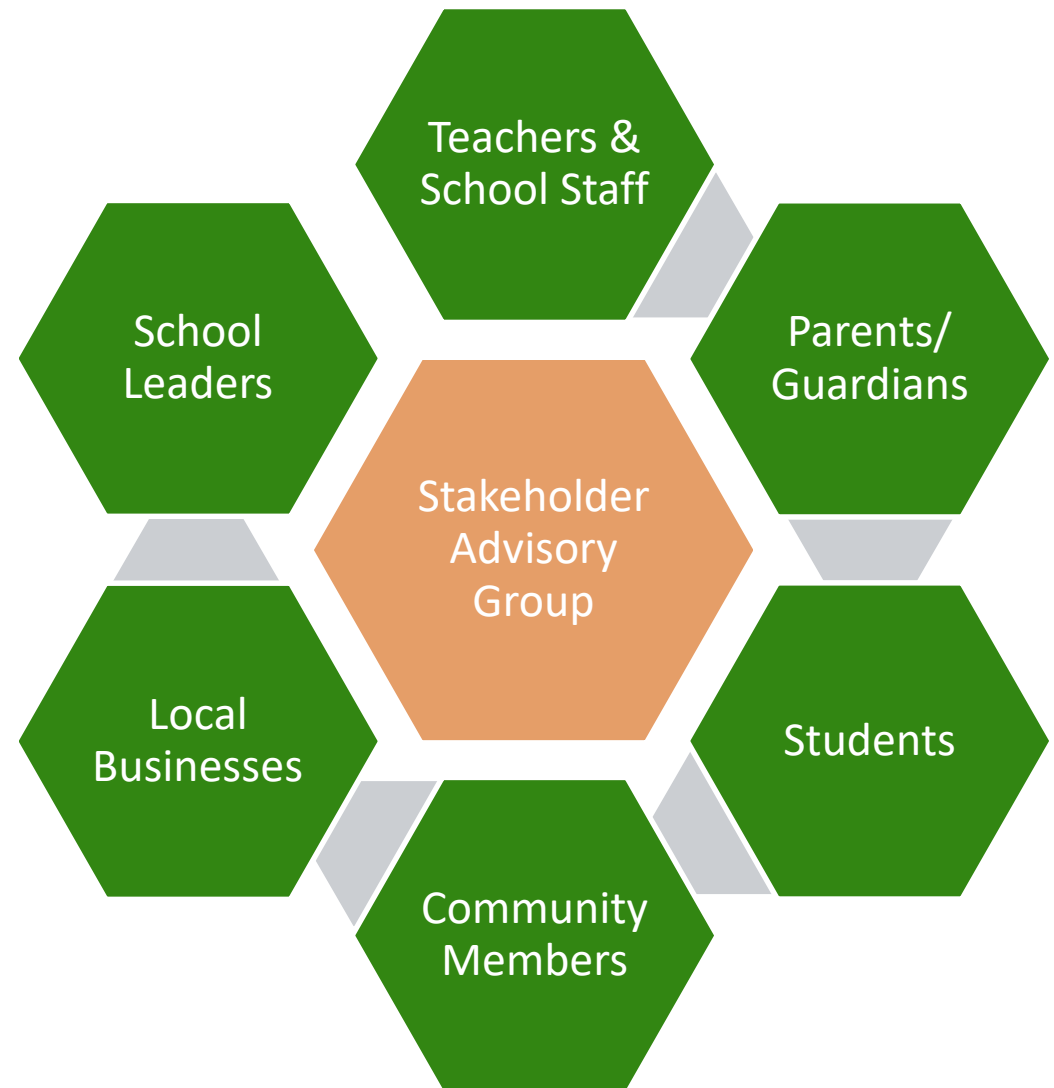 Teachers &
School Staff
School
Leaders
Parents/
Guardians
Stakeholder
Advisory
Group
Local
Businesses
Students
Community
Members